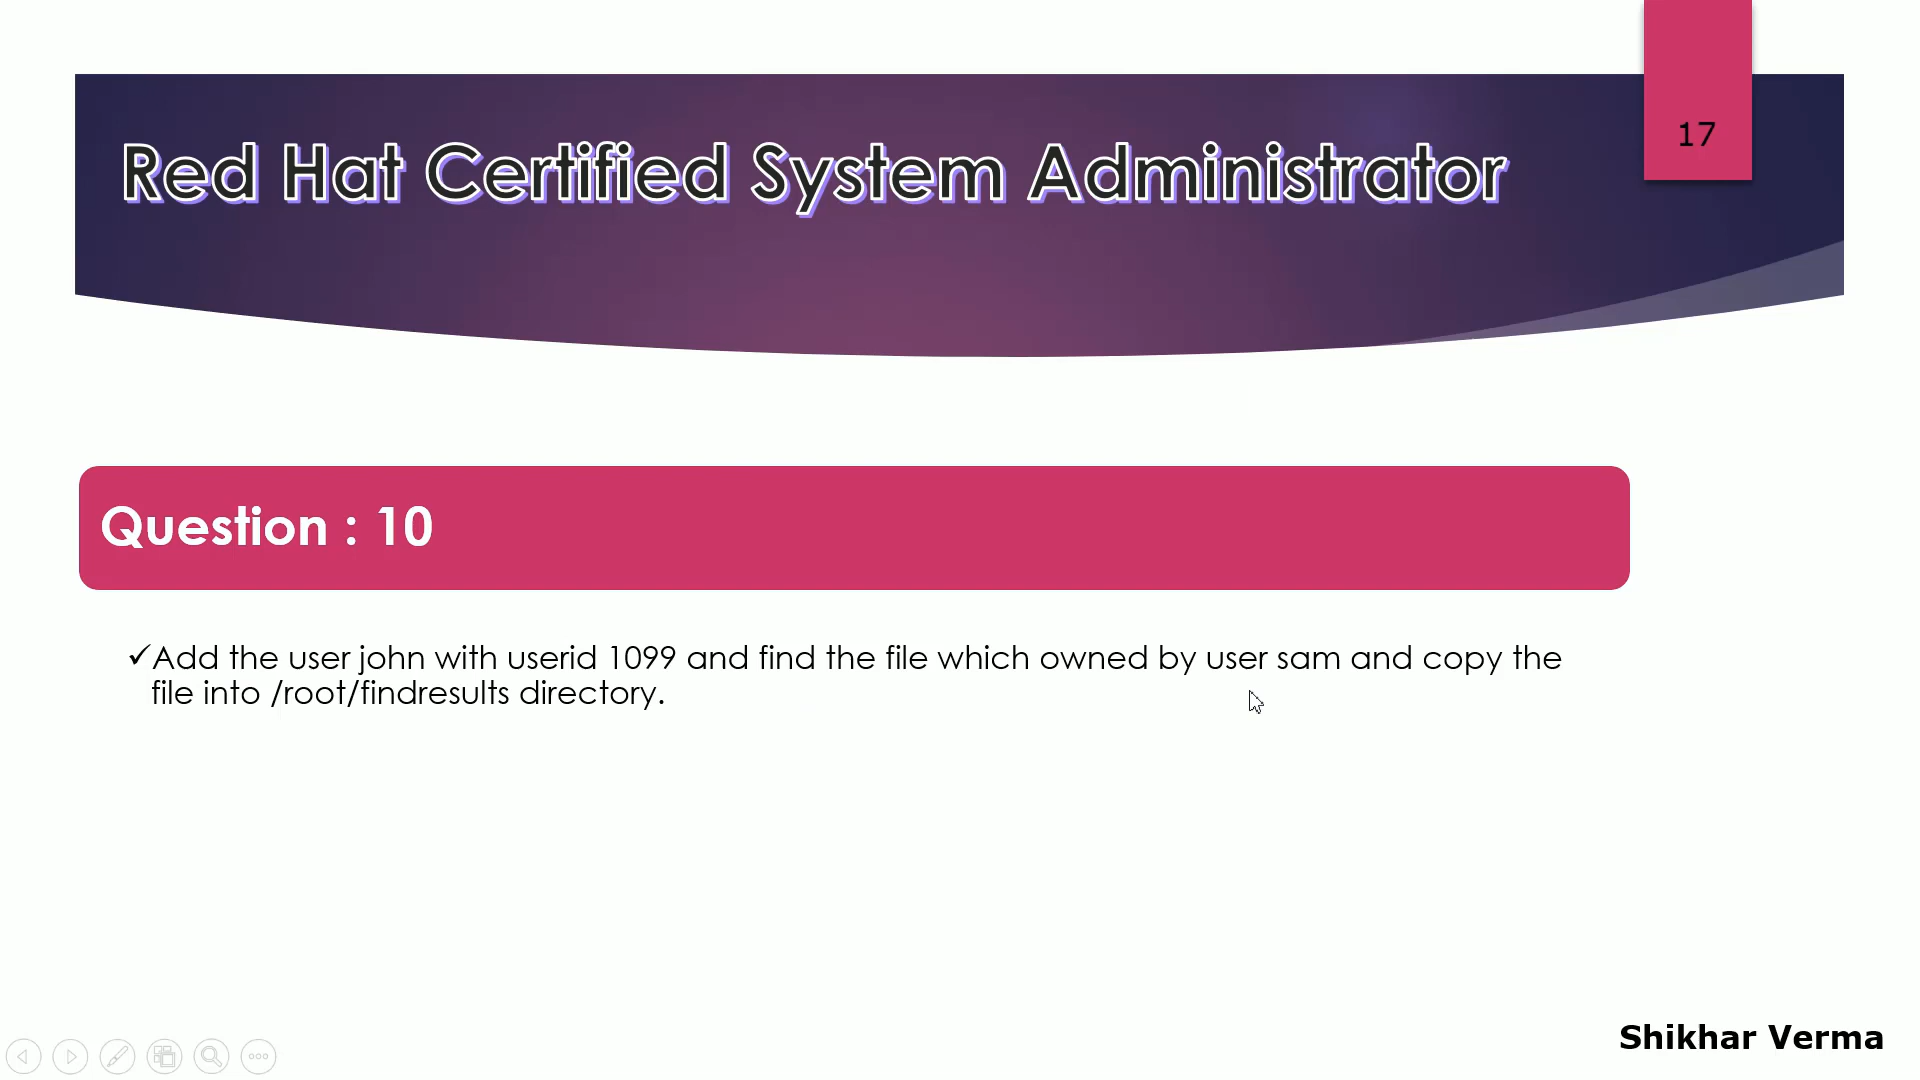 17
Red Hat Certified System Administrator
Question : 10
✓Add the user john with userid 1099 and find the file which owned by user sam and copy the
file into /root/findresults directory.
Shikhar Verma